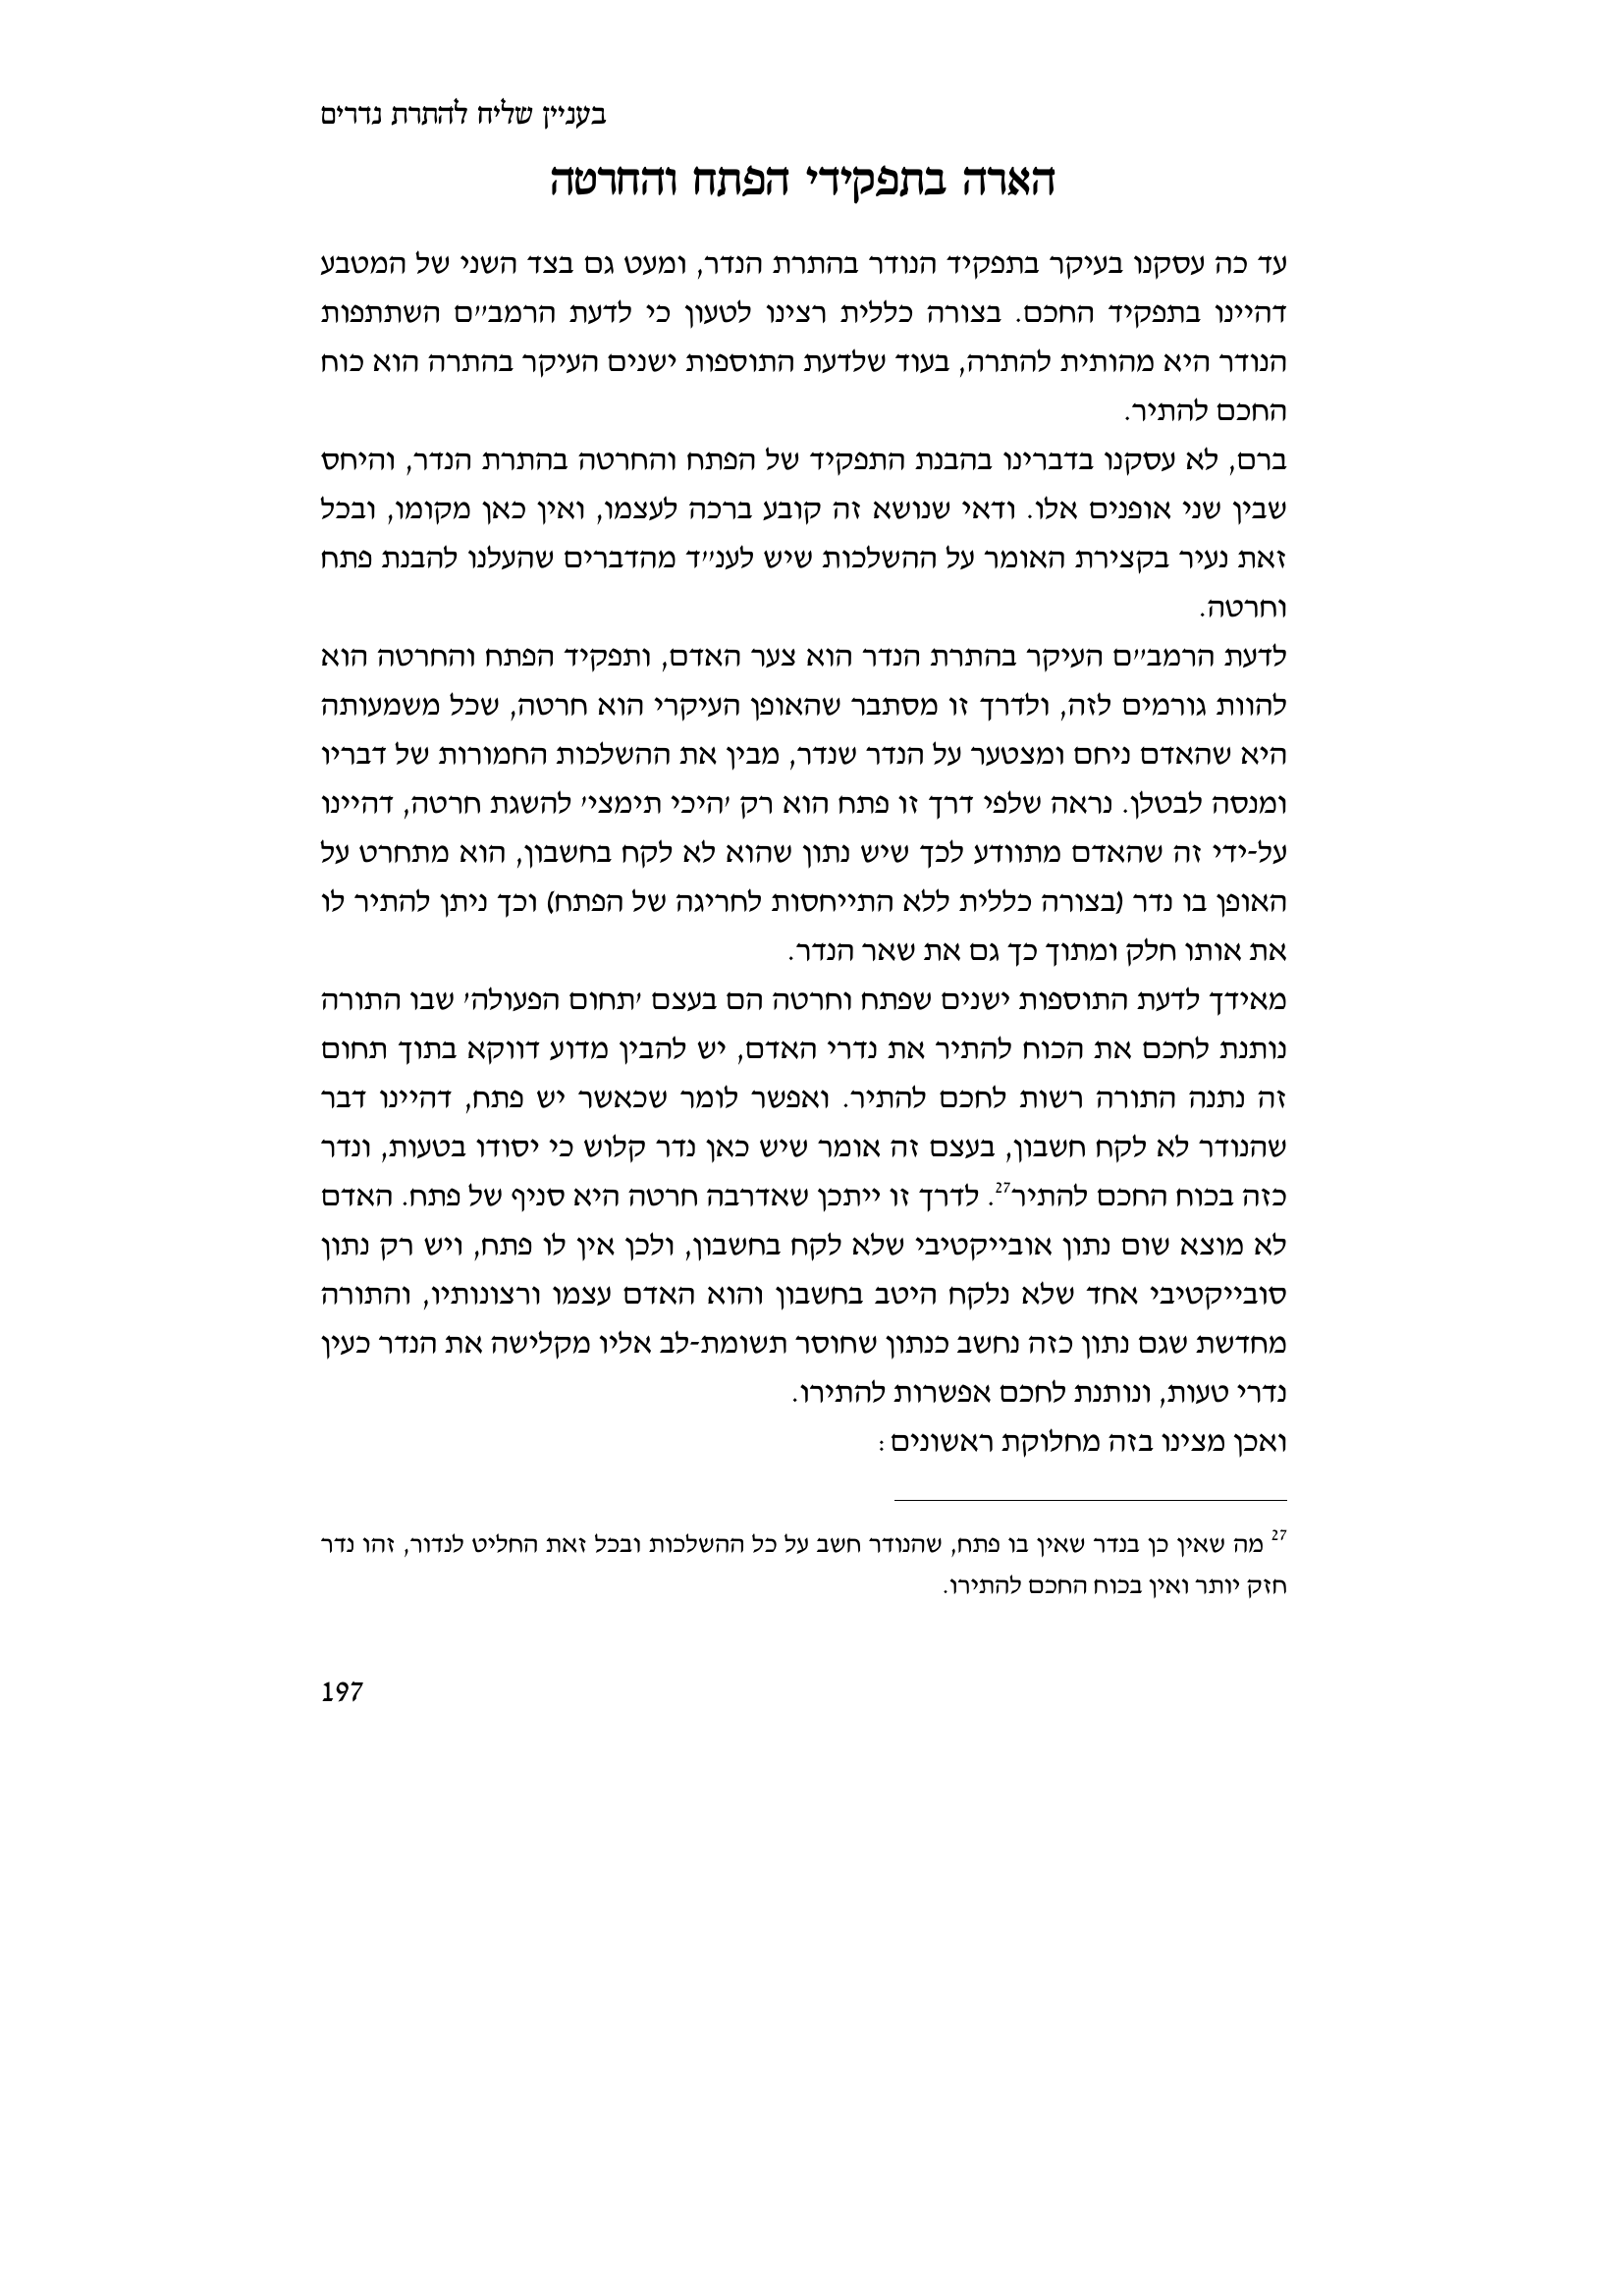 בעניין שליח להתרת נדרים
הארה בתפקידי הפתח והחרטה
עד כה עסקנו בעיקר בתפקיד הנודר בהתרת הנדר, ומעט גם בצד השני של המטבע
דהיינו בתפקיד החכם. בצורה כללית רצינו לטעון כי לדעת הרמב״ם השתתפות
הנודר היא מהותית להתרה, בעוד שלדעת התוספות ישנים העיקר בהתרה הוא כוח
החכם להתיר.
ברם, לא עסקנו בדברינו בהבנת התפקיד של הפתח והחרטה בהתרת הנדר, והיחס
שבין שני אופנים אלו. ודאי שנושא זה קובע ברכה לעצמו, ואין כאן מקומו, ובכל
זאת נעיר בקצירת האומר על ההשלכות שיש לענ״ד מהדברים שהעלנו להבנת פתח
וחרטה.
לדעת הרמב״ם העיקר בהתרת הנדר הוא צער האדם, ותפקיד הפתח והחרטה הוא
להוות גורמים לזה, ולדרך זו מסתבר שהאופן העיקרי הוא חרטה, שכל משמעותה
היא שהאדם ניחם ומצטער על הנדר שנדר, מבין את ההשלכות החמורות של דבריו
ומנסה לבטלן. נראה שלפי דרך זו פתח הוא רק ׳היכי תימצי׳ להשגת חרטה, דהיינו
על-ידי זה שהאדם מתוודע לכך שיש נתון שהוא לא לקח בחשבון, הוא מתחרט על
האופן בו נדר (בצורה כללית ללא התייחסות לחריגה של הפתח) וכך ניתן להתיר לו
את אותו חלק ומתוך כך גם את שאר הנדר.
מאידך לדעת התוספות ישנים שפתח וחרטה הם בעצם ׳תחום הפעולה׳ שבו התורה
נותנת לחכם את הכוח להתיר את נדרי האדם, יש להבין מדוע דווקא בתוך תחום
זה נתנה התורה רשות לחכם להתיר. ואפשר לומר שכאשר יש פתח, דהיינו דבר
שהנודר לא לקח חשבון, בעצם זה אומר שיש כאן נדר קלוש כי יסודו בטעות, ונדר
כזה בכוח החכם להתיר27. לדרך זו ייתכן שאדרבה חרטה היא סניף של פתח. האדם
לא מוצא שום נתון אובייקטיבי שלא לקח בחשבון, ולכן אין לו פתח, ויש רק נתון
סובייקטיבי אחד שלא נלקח היטב בחשבון והוא האדם עצמו ורצונותיו, והתורה
מחדשת שגם נתון כזה נחשב כנתון שחוסר תשומת-לב אליו מקלישה את הנדר כעין
נדרי טעות, ונותנת לחכם אפשרות להתירו.
ואכן מצינו בזה מחלוקת ראשונים:
27 מה שאין כן בנדר שאין בו פתח, שהנודר חשב על כל ההשלכות ובכל זאת החליט לנדור, זהו נדר
חזק יותר ואין בכוח החכם להתירו.
197